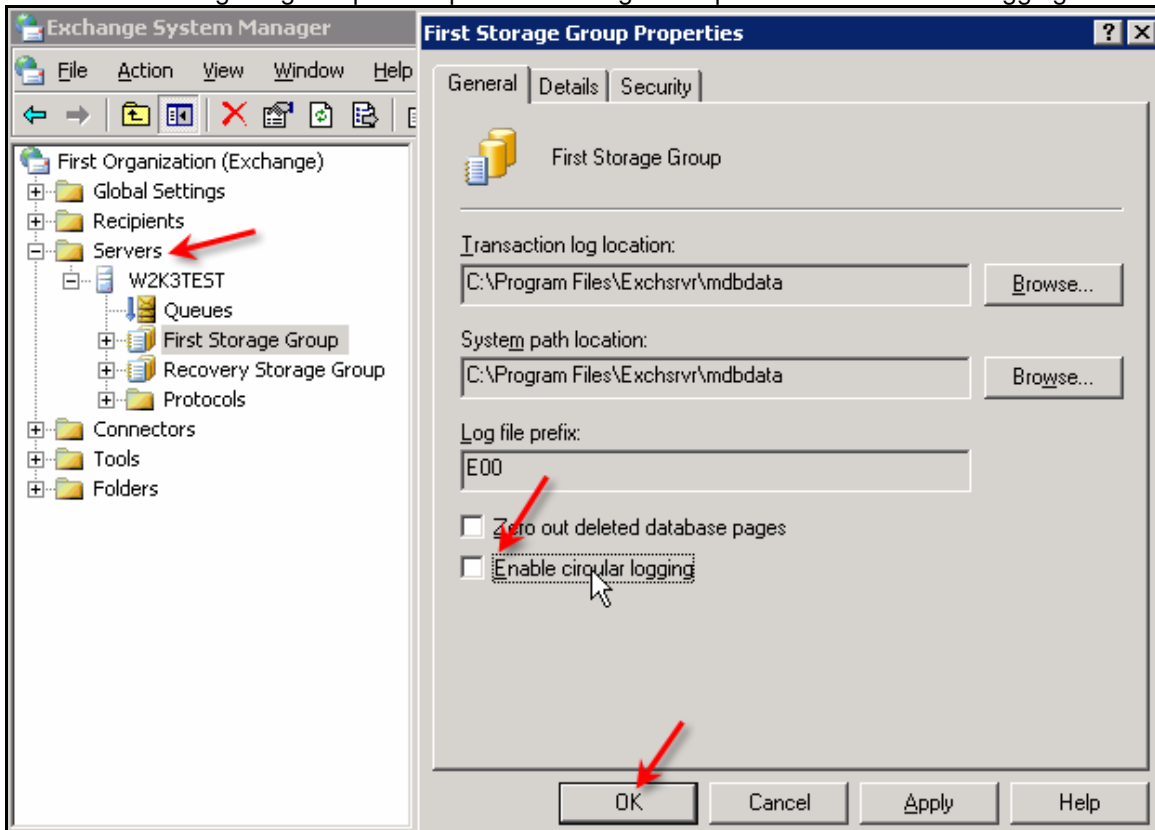 Exchange System Manager
File Action View Window Help
First Organization (Exchange)
Global Settings
Recipients
Servers
W2K3TEST
Queues
First Storage Group
Recovery Storage Group
Protocols
Connectors
Tools
Folders
First Storage Group Properties
General Details Security
First Storage Group
Transaction log location:
C:\Program Files\Exchsrvr\mdbdata Browse...
System path location:
C:\Program Files\Exchsrvr\mdbdata Browse...
Log file prefix:
E00
Zero out deleted database pages
Enable circular logging
OK Cancel Apply Help